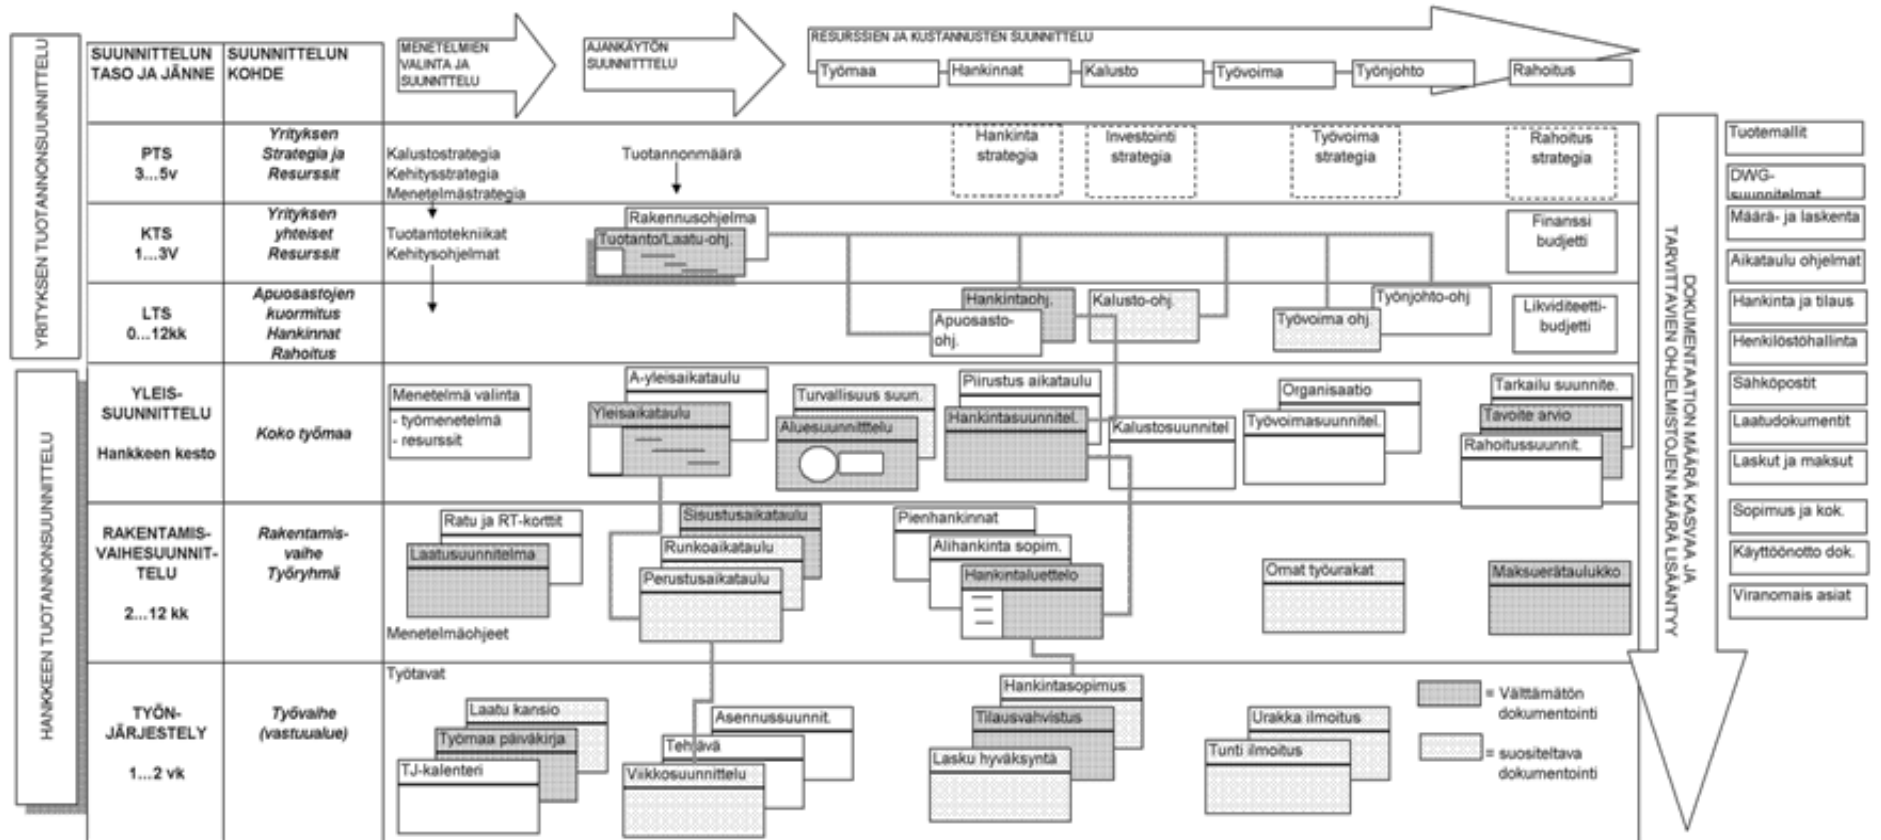 YRITYKSEN TUOTANNONSUUNNITTELU
HANKKEEN TUOTANNONSUUNNITTELU
SUUNNITTELUN
TASO JA JÄNNE
SUUNNITTELUN
KOHDE
MENETELMIEN
VALINTA JA
SUUNNITTELU
AJANKÄYTÖN
SUUNNITTTELU
RESURSSIEN JA KUSTANNUSTEN SUUNNITTELU
Työmaa
Hankinnat
Kalusto
Työvoima
Työnjohto
Rahoitus
PTS
3...5v
Yrityksen
Strategia ja
Resurssit
Kalustostrategia
Kehitysstrategia
Menetelmästrategia
Tuotannonmäärä
Hankinta
strategia
Investointi
strategia
Työvoima
strategia
Rahoitus
strategia
KTS
1...3V
Yrityksen
yhteiset
Resurssit
Tuotantotekniikat
Kehitysohjelmat
Rakennusohjelma
Tuotanto/Laatu-ohj.
Finanssi
budjetti
LTS
0...12kk
Apuosastojen
kuormitus
Hankinnat
Rahoitus
Hankintaohj.
Apuosasto-
ohj.
Kalusto-ohj.
Työnjohto-ohj
Työvoima ohj.
Likviditeetti-
budjetti
YLEIS-
SUUNNITTELU
Hankkeen kesto
Koko työmaa
Menetelmä valinta
- työmenetelmä
- resurssit
A-yleisaikataulu
Yleisaikataulu
Turvallisuus suun.
Aluesuunnitttelu
Piirustus aikataulu
Hankintasuunnitel.
Kalustosuunnitel
Organisaatio
Työvoimasuunnitel.
Tarkailu suunnite.
Tavoite arvio
Rahoitussuunnit.
RAKENTAMIS-
VAIHESUUNNIT-
TELU
2...12 kk
Rakentamis-
vaihe
Työryhmä
Ratu ja RT-korttit
Laatusuunnitelma
Menetelmäohjeet
Sisustusaikataulu
Runkoaikataulu
Perustusaikataulu
Pienhankinnat
Alihankinta sopim.
Hankintaluettelo
Omat työurakat
Maksuerätaulukko
TYÖN-
JÄRJESTELY
1...2 vk
Työvaihe
(vastuualue)
Työtavat
Laatu kansio
Työmaa päiväkirja
TJ-kalenteri
Asennussuunnit.
Tehtävä
Viikkosuunnittelu
Hankintasopimus
Tilausvahvistus
Lasku hyväksyntä
Urakka ilmoitus
Tunti ilmoitus
= Välttämätön
dokumentointi
= suositeltava
dokumentointi
DOKUMENTAATION MÄÄRÄ KASVAA JA
TARVITTAVIEN OHJELMISTOJEN MÄÄRÄ LISÄÄNTYY
Tuotemallit
DWG-
suunnitelmat
Määrä- ja laskenta
Aikataulu ohjelmat
Hankinta ja tilaus
Henkilöstöhallinta
Sähköpostit
Laatudokumentit
Laskut ja maksut
Sopimus ja kok.
Käyttöönotto dok.
Viranomais asiat